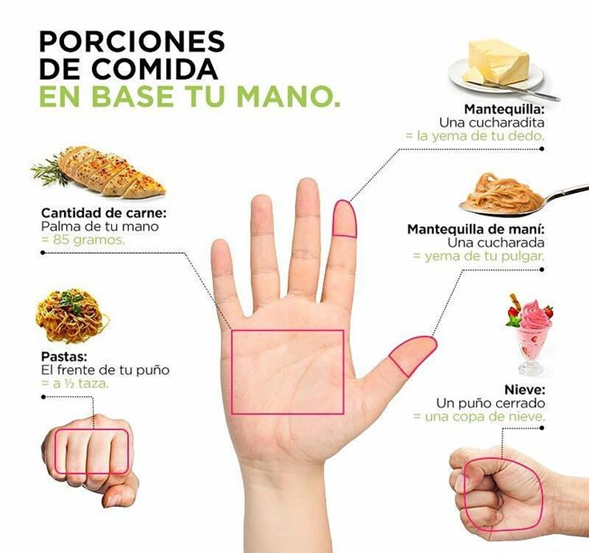 PORCIONES
DE COMIDA
EN BASE TU MANO.
Mantequilla:
Una cucharadita
= la yema de tu dedo.
Cantidad de carne:
Palma de tu mano
= 85 gramos.
Mantequilla de maní:
Una cucharada
= yema de tu pulgar.
Pastas:
El frente de tu puño
= a ½ taza.
Nieve:
Un puño cerrado
= una copa de nieve.